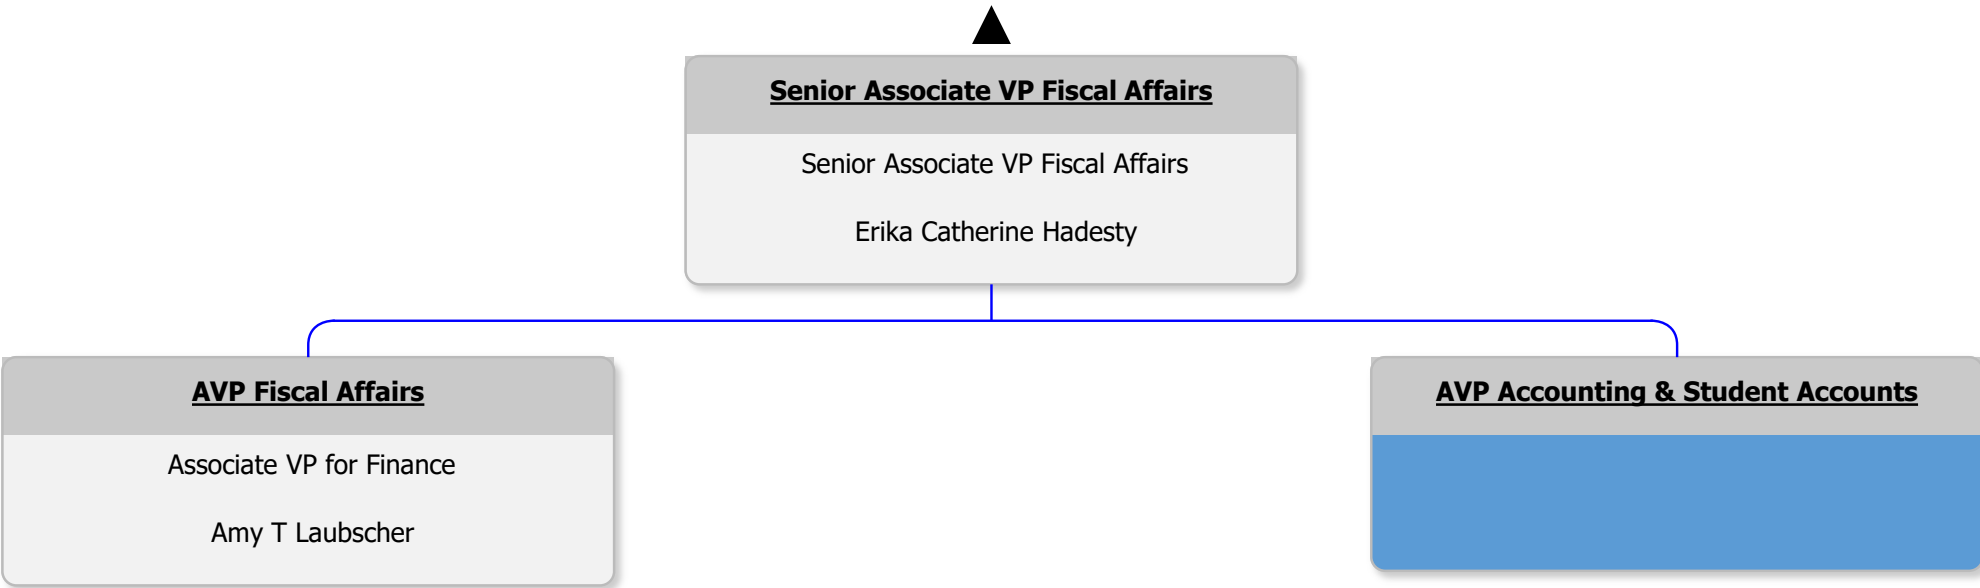 Senior Associate VP Fiscal Affairs
Senior Associate VP Fiscal Affairs
Erika Catherine Hadesty
AVP Fiscal Affairs
Associate VP for Finance
Amy T Laubscher
AVP Accounting & Student Accounts